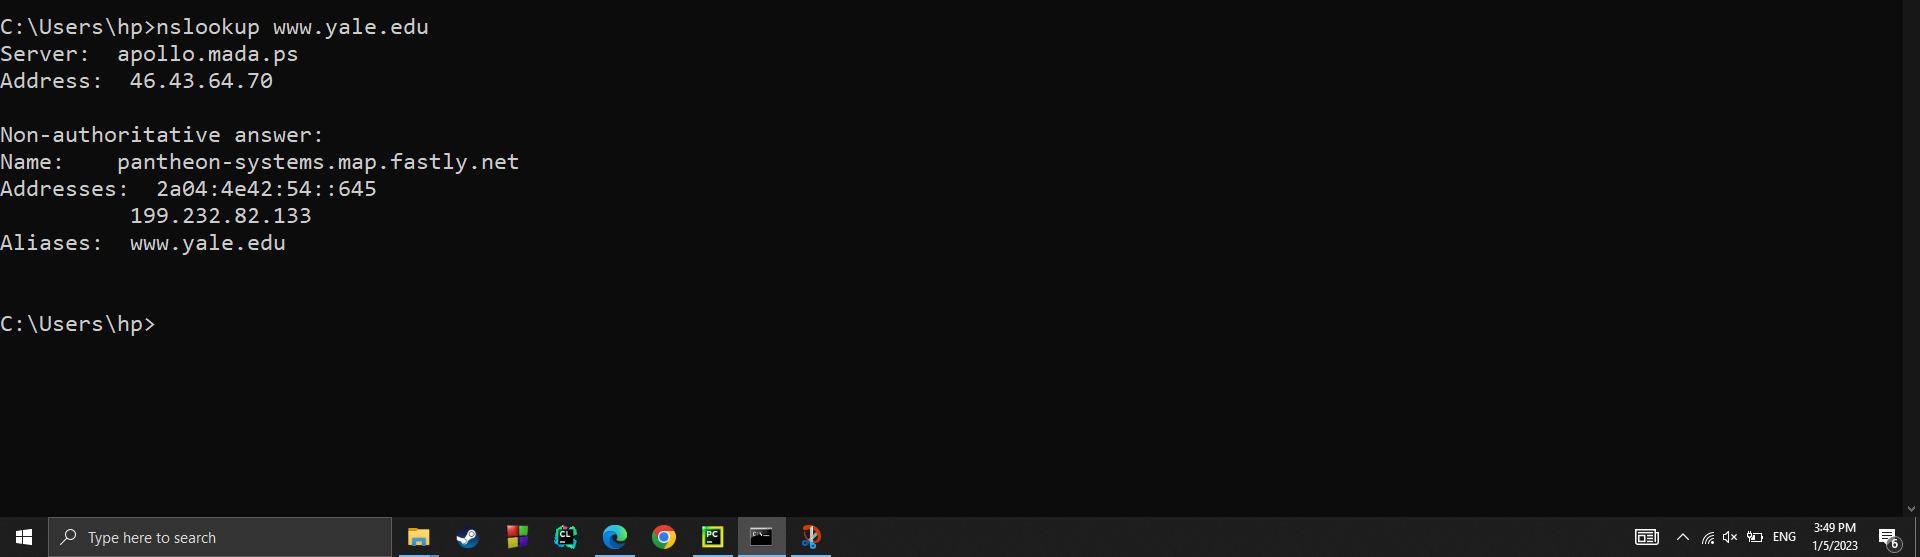 C:\Users\hp>nslookup www.yale.edu
Server:  apollo.mada.ps
Address:  46.43.64.70
Non-authoritative answer:
Name:    pantheon-systems.map.fastly.net
Addresses:  2a04:4e42:54::645
199.232.82.133
Aliases:  www.yale.edu
C:\Users\hp>
Type here to search
CL
PC
C:\_
ENG
3:49 PM
1/5/2023
6